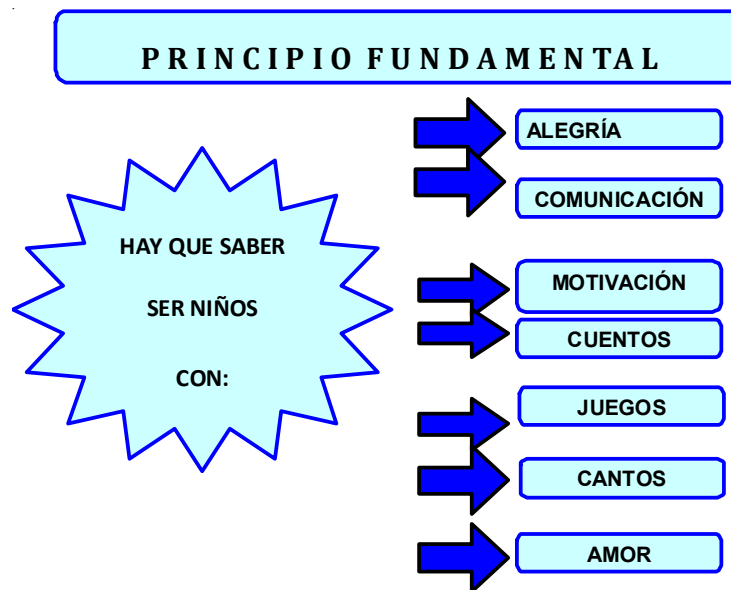 PRINCIPIO FUNDAMENTAL
HAY QUE SABER
SER NIÑOS
CON:
ALEGRÍA
COMUNICACIÓN
MOTIVACIÓN
CUENTOS
JUEGOS
CANTOS
AMOR